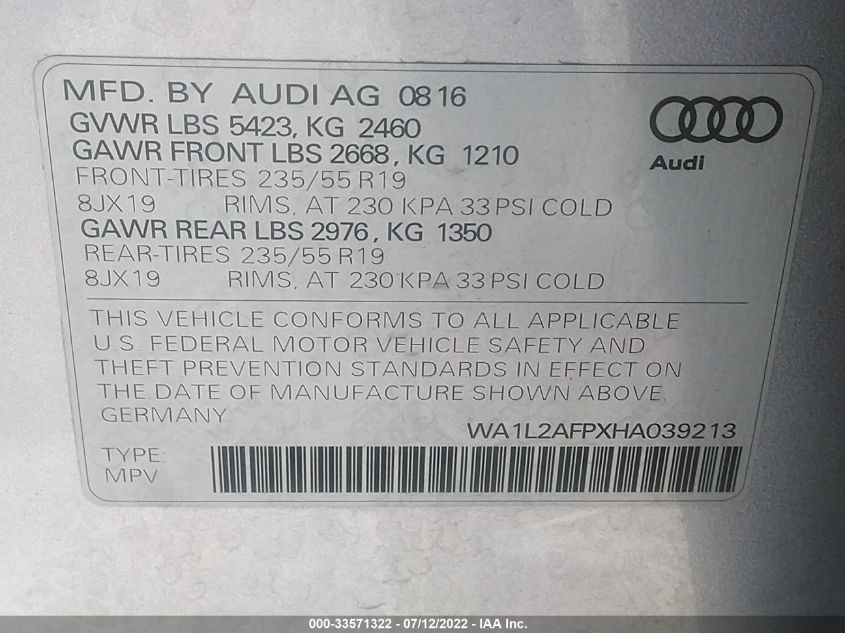 MFD. BY AUDI AG 0816
GVWR LBS 5423, KG 2460
GAWR FRONT LBS 2668, KG 1210
FRONT-TIRES 235/55 R19
8JX19 RIMS, AT 230 KPA 33 PSI COLD
GAWR REAR LBS 2976, KG 1350
REAR-TIRES 235/55 R19
8JX19 RIMS, AT 230 KPA 33 PSI COLD
Audi
THIS VEHICLE CONFORMS TO ALL APPLICABLE
U.S. FEDERAL MOTOR VEHICLE SAFETY AND
THEFT PREVENTION STANDARDS IN EFFECT ON
THE DATE OF MANUFACTURE SHOWN ABOVE.
GERMANY
WA1L2AFPXHA039213
TYPE:
MPV
000-33571322 - 07/12/2022 - IAA Inc.